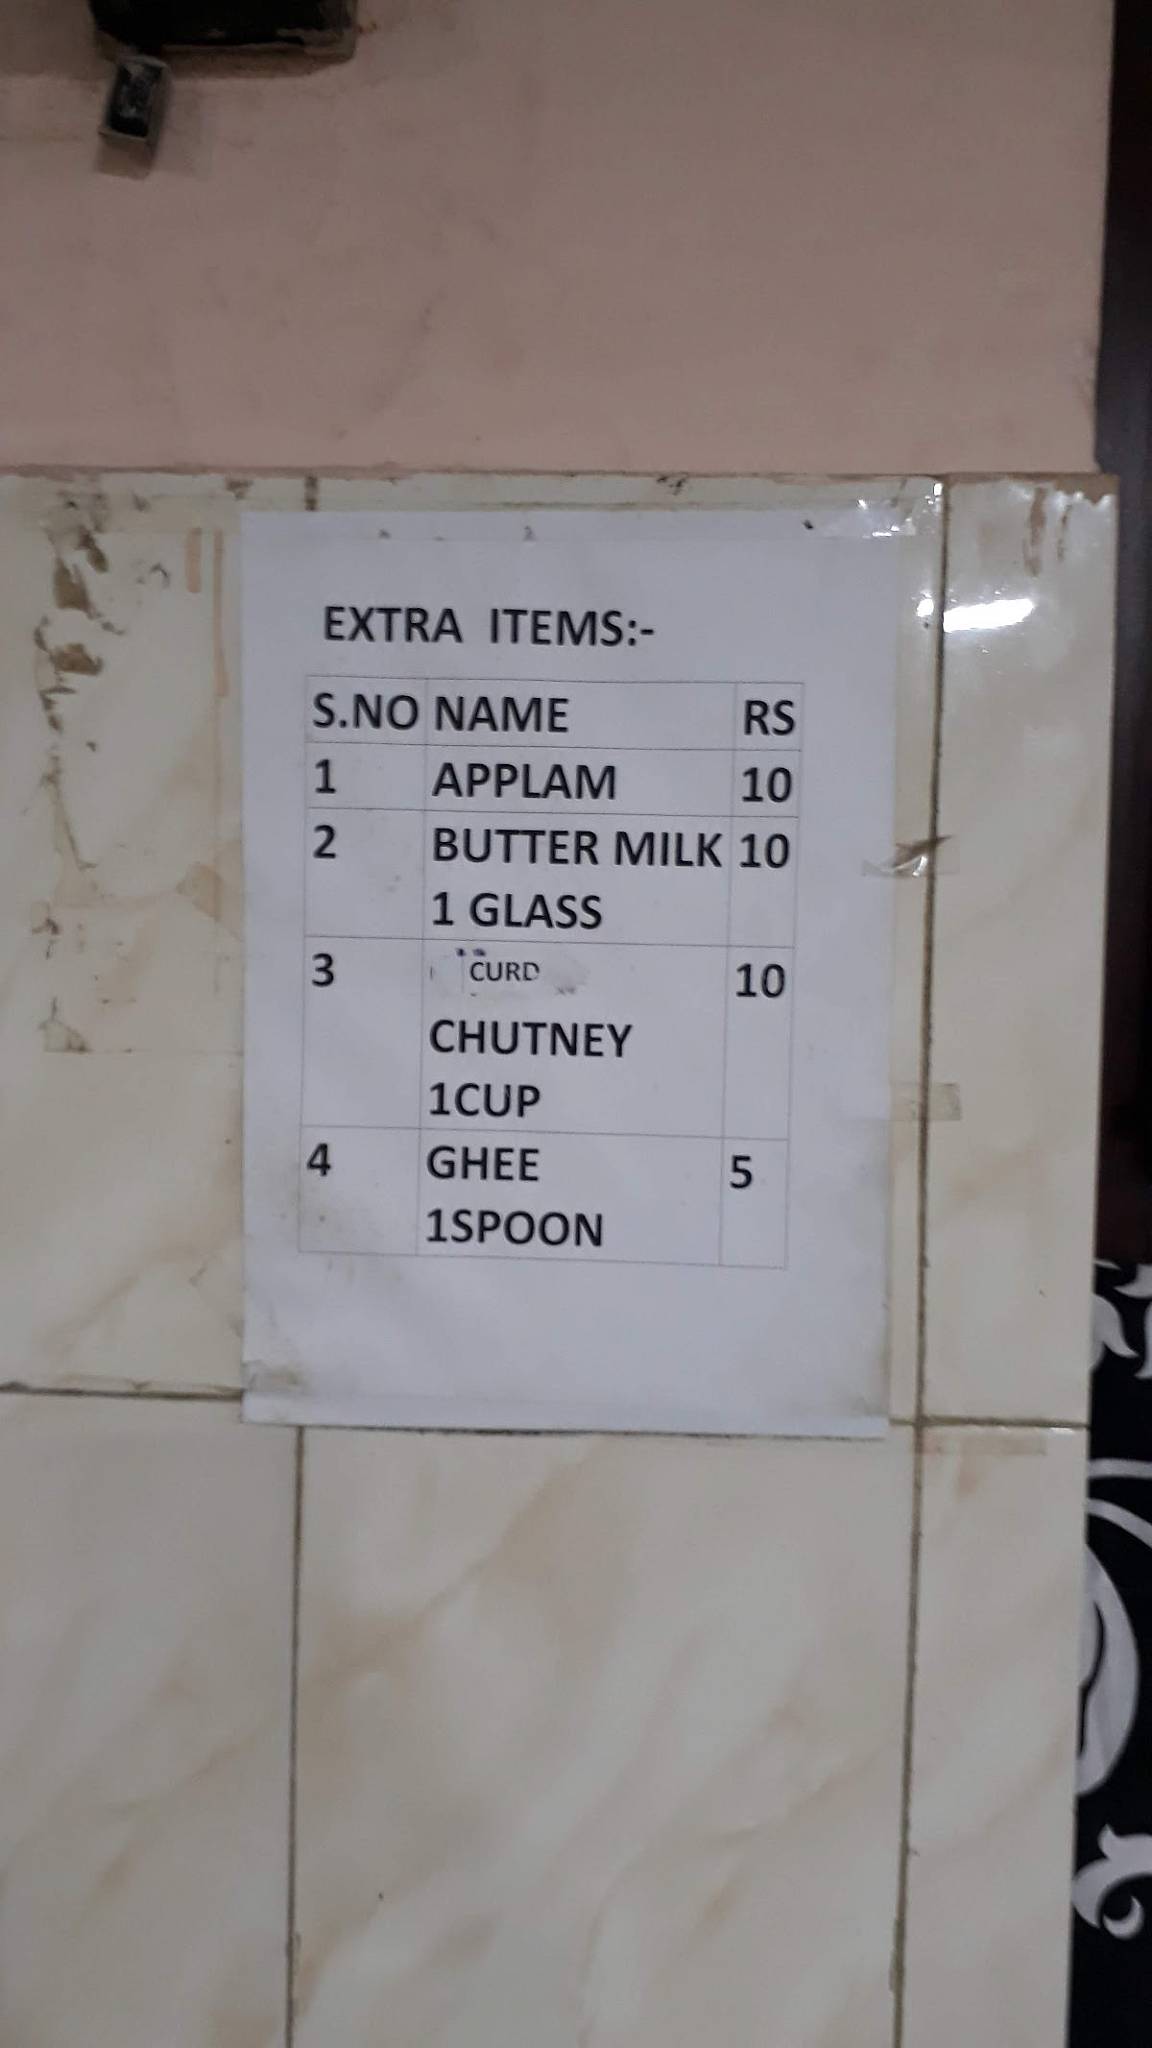 EXTRA ITEMS:-
S.NO NAME RS
1 APPLAM 10
2 BUTTER MILK 10
1 GLASS
3 CURD 10
CHUTNEY
1CUP
4 GHEE 5
1SPOON